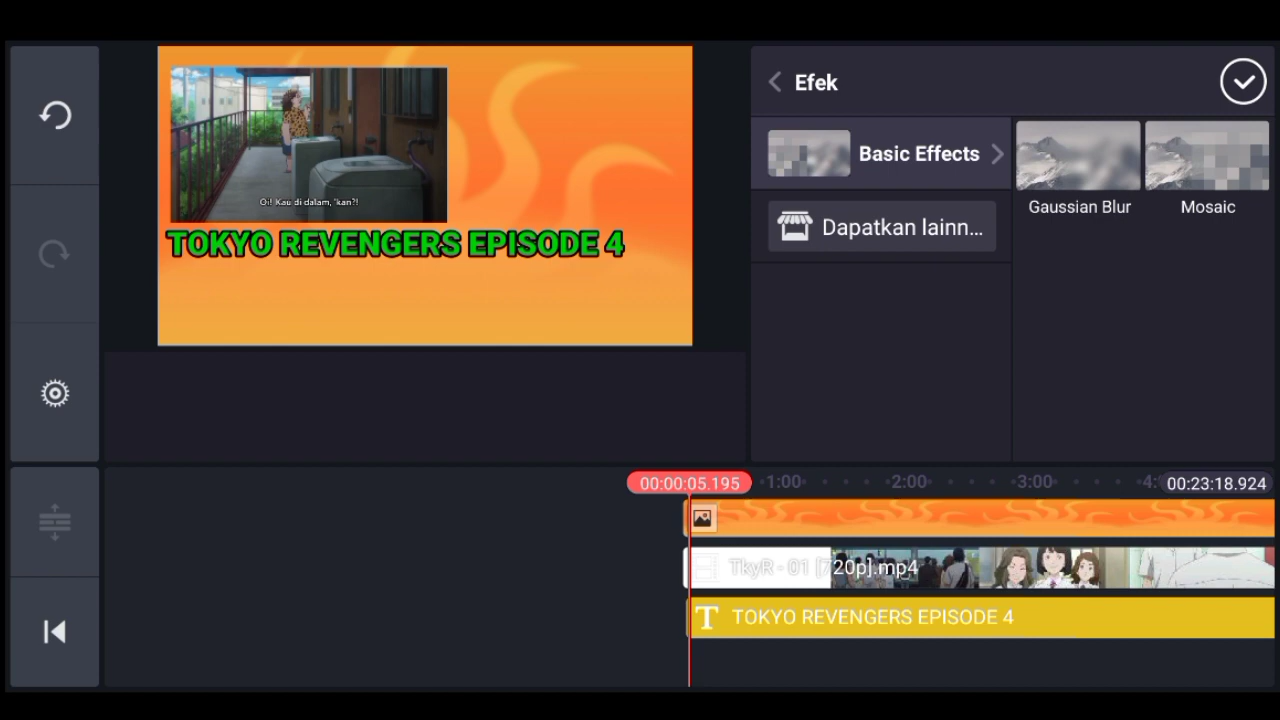 Efek
Basic Effects
Dapatkan lainn...
Gaussian Blur
Mosaic
Oi! Kau di dalam, 'kan?!
TOKYO REVENGERS EPISODE 4
00:00:05.195
1:00
2:00
3:00
4:
00:23:18.924
TkyR - 01 [720p].mp4
T TOKYO REVENGERS EPISODE 4